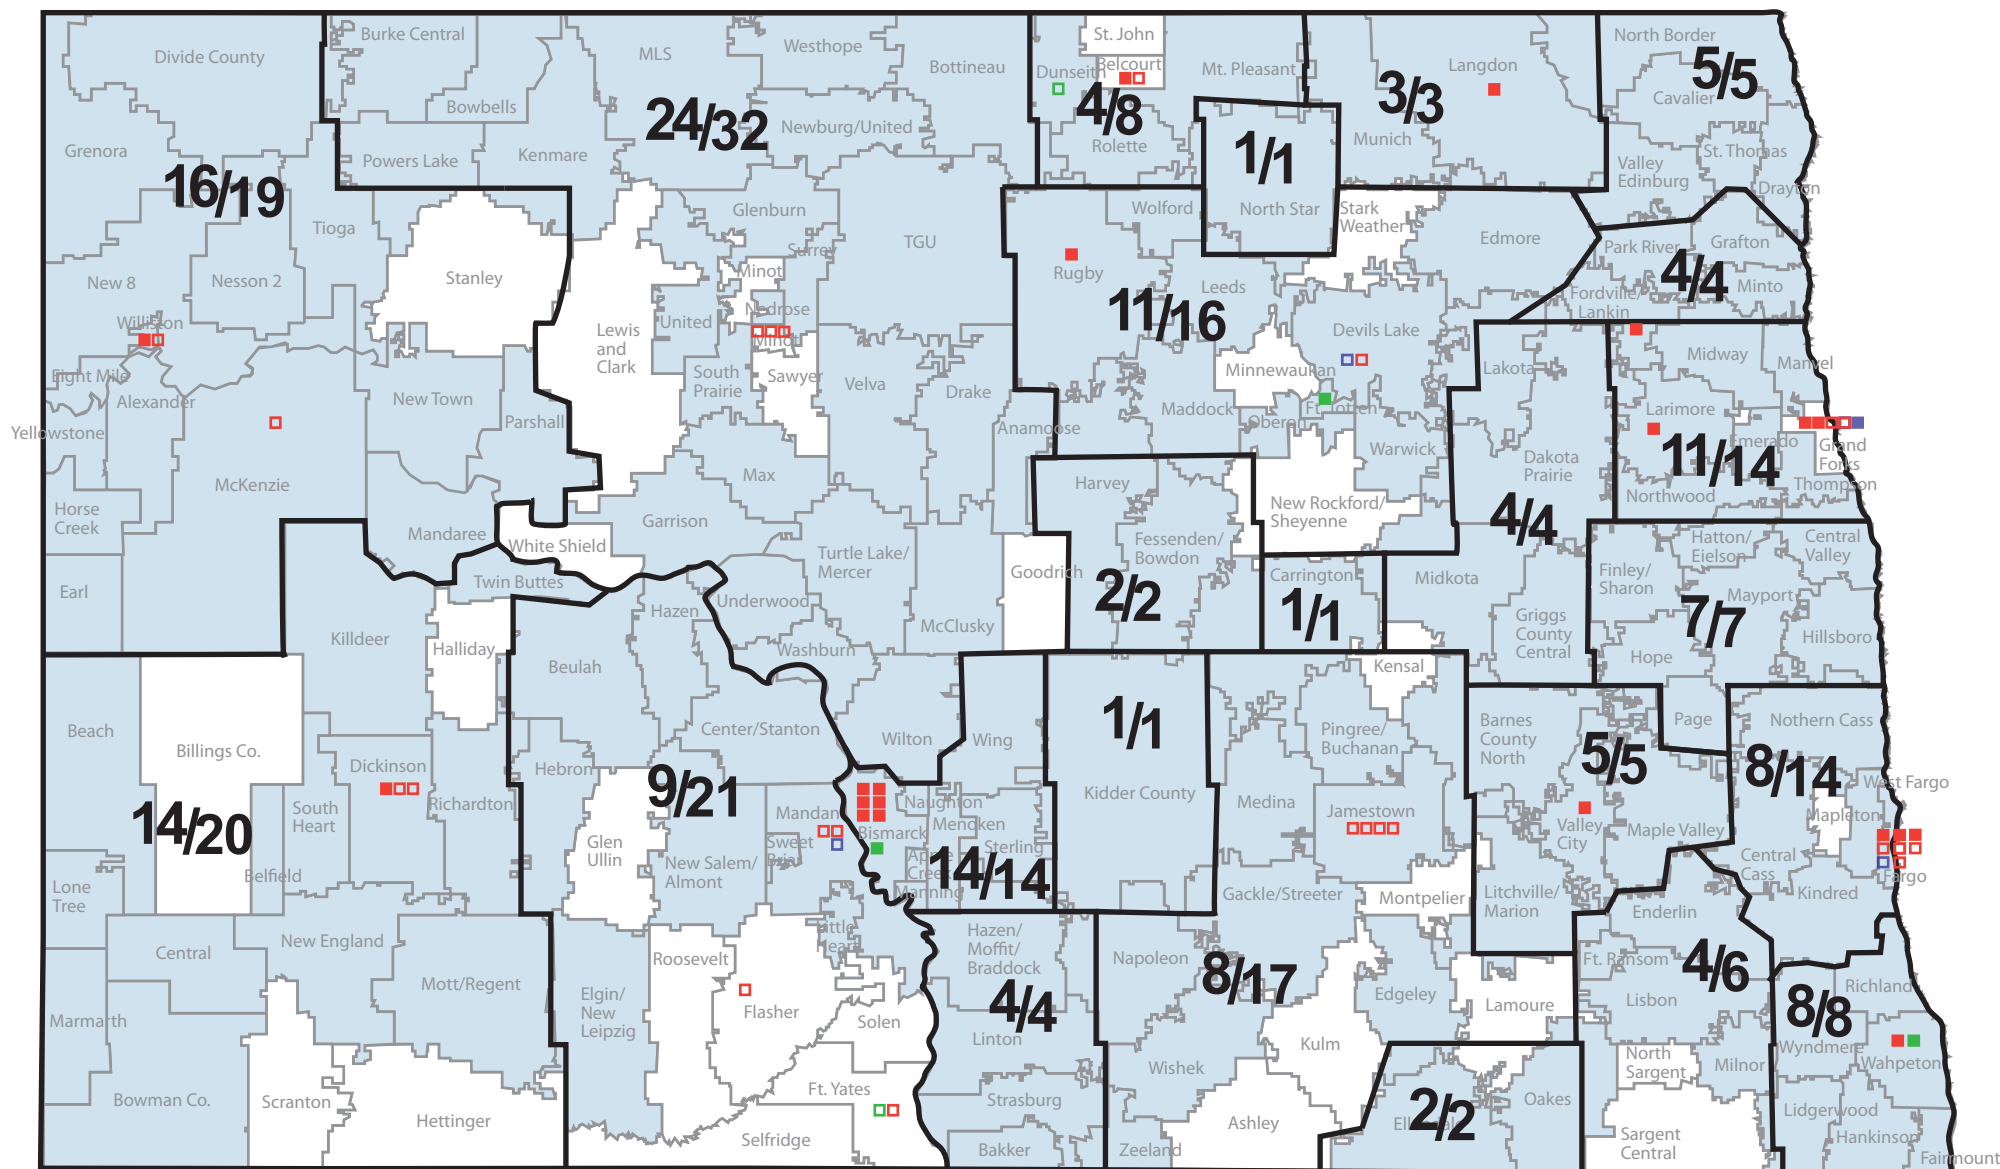 Divide County
Burke Central
MLS
Westhope
Bottineau
St. John
Belcourt
Dunseith
Mt. Pleasant
Langdon
North Border
5/5
Cavalier
Bowbells
24/32
Newburg/United
4/8
3/3
Grenora
Powers Lake
Kenmare
Rolette
1/1
Munich
St. Thomas
Valley
Edinburg
Drayton
16/19
Tioga
Glenburn
Wolford
North Star
Stark
Weather
Edmore
Park River
Grafton
Surrey
TGU
4/4
New 8
Nesson 2
Stanley
Minot
Rugby
Leeds
Fordville/
Lankin
Minto
Williston
United
Nedrose
Minot
11/16
Devils Lake
Lewis
and
Clark
Midway
Manvel
Eight Mile
Alexander
New Town
South
Prairie
Sawyer
Velva
Drake
Minnewaukan
Lakota
Yellowstone
Parshall
Anamoose
Maddock
Oberon
Ft. Totten
Larimore
Emerado
Grand
Forks
McKenzie
Max
Harvey
Warwick
Dakota
Prairie
11/14
Northwood
Thompson
Horse
Creek
Mandaree
Garrison
New Rockford/
Sheyenne
4/4
White Shield
Turtle Lake/
Mercer
Goodrich
Fessenden/
Bowdon
Hatton/
Eielson
Central
Valley
Earl
Twin Buttes
Hazen
Underwood
2/2
Carrington
1/1
Midkota
Finley/
Sharon
Mayport
7/7
Killdeer
Halliday
Beulah
McClusky
Washburn
Griggs
County
Central
Hope
Hillsboro
Kensal
Beach
Billings Co.
Center/Stanton
Wilton
Wing
1/1
Pingree/
Buchanan
Barnes
County
North
Page
Nothern Cass
5/5
8/14
Dickinson
Hebron
9/21
Kidder County
Medina
West Fargo
South
Heart
Richardton
Mandan
Naughton
Menoken
Jamestown
Mapleton
14/20
Glen
Ullin
Sweet
Briar
Bismarck
Sterling
Valley
City
Maple Valley
Belfield
New Salem/
Almont
Apple
Creek
Manning
14/14
Central
Cass
Fargo
Lone
Tree
Gackle/Streeter
Montpelier
Litchville/
Marion
Kindred
Enderlin
Central
New England
Little
Heart
Hazen/
Moffit/
Braddock
Napoleon
8/17
Ft. Ransom
4/6
Roosevelt
Mott/Regent
Elgin/
New
Leipzig
Flasher
Solen
4/4
Edgeley
Lamoure
Lisbon
Richland
8/8
Marmarth
Linton
Kulm
North
Sargent
Milnor
Wyndmere
Wahpeton
Wishek
Bowman Co.
Scranton
Hettinger
Ft. Yates
Strasburg
Ashley
2/2
Oakes
Lidgerwood
Selfridge
Bakker
Zeeland
Sargent
Central
Hankinson
Fairmount